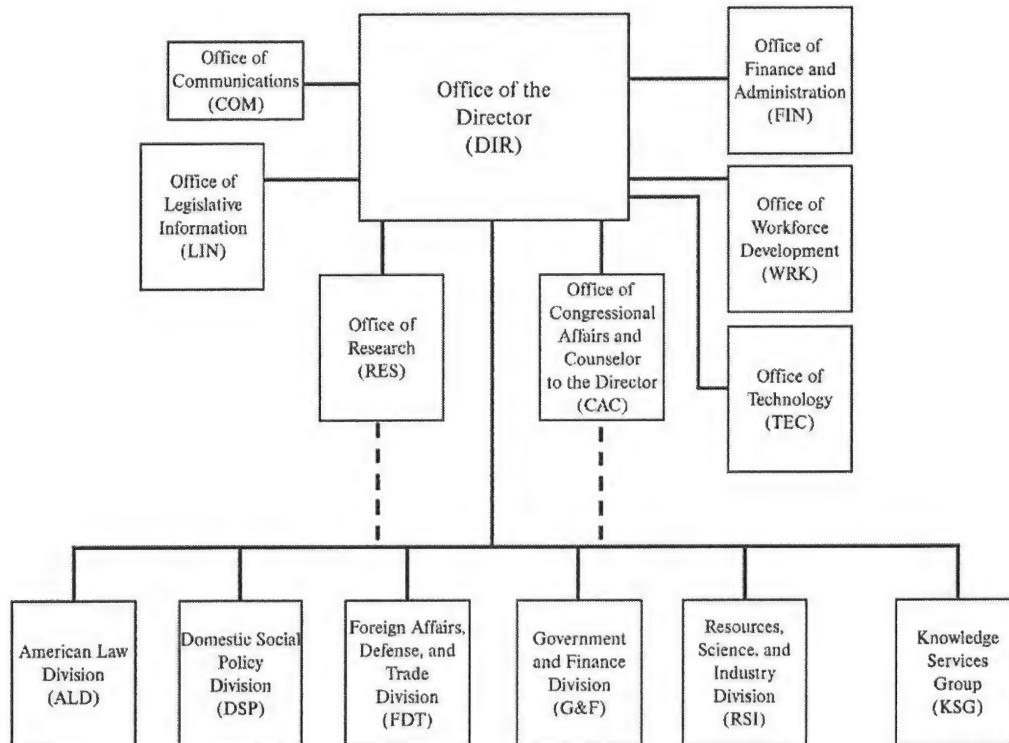 Office of
Communications
(COM)
Office of the
Director
(DIR)
Office of
Finance and
Administration
(FIN)
Office of
Legislative
Information
(LIN)
Office of
Workforce
Development
(WRK)
Office of
Research
(RES)
Office of
Congressional
Affairs and
Counselor
to the Director
(CAC)
Office of
Technology
(TEC)
American Law
Division
(ALD)
Domestic Social
Policy
Division
(DSP)
Foreign Affairs,
Defense, and
Trade
Division
(FDT)
Government
and Finance
Division
(G&F)
Resources,
Science, and
Industry
Division
(RSI)
Knowledge
Services
Group
(KSG)